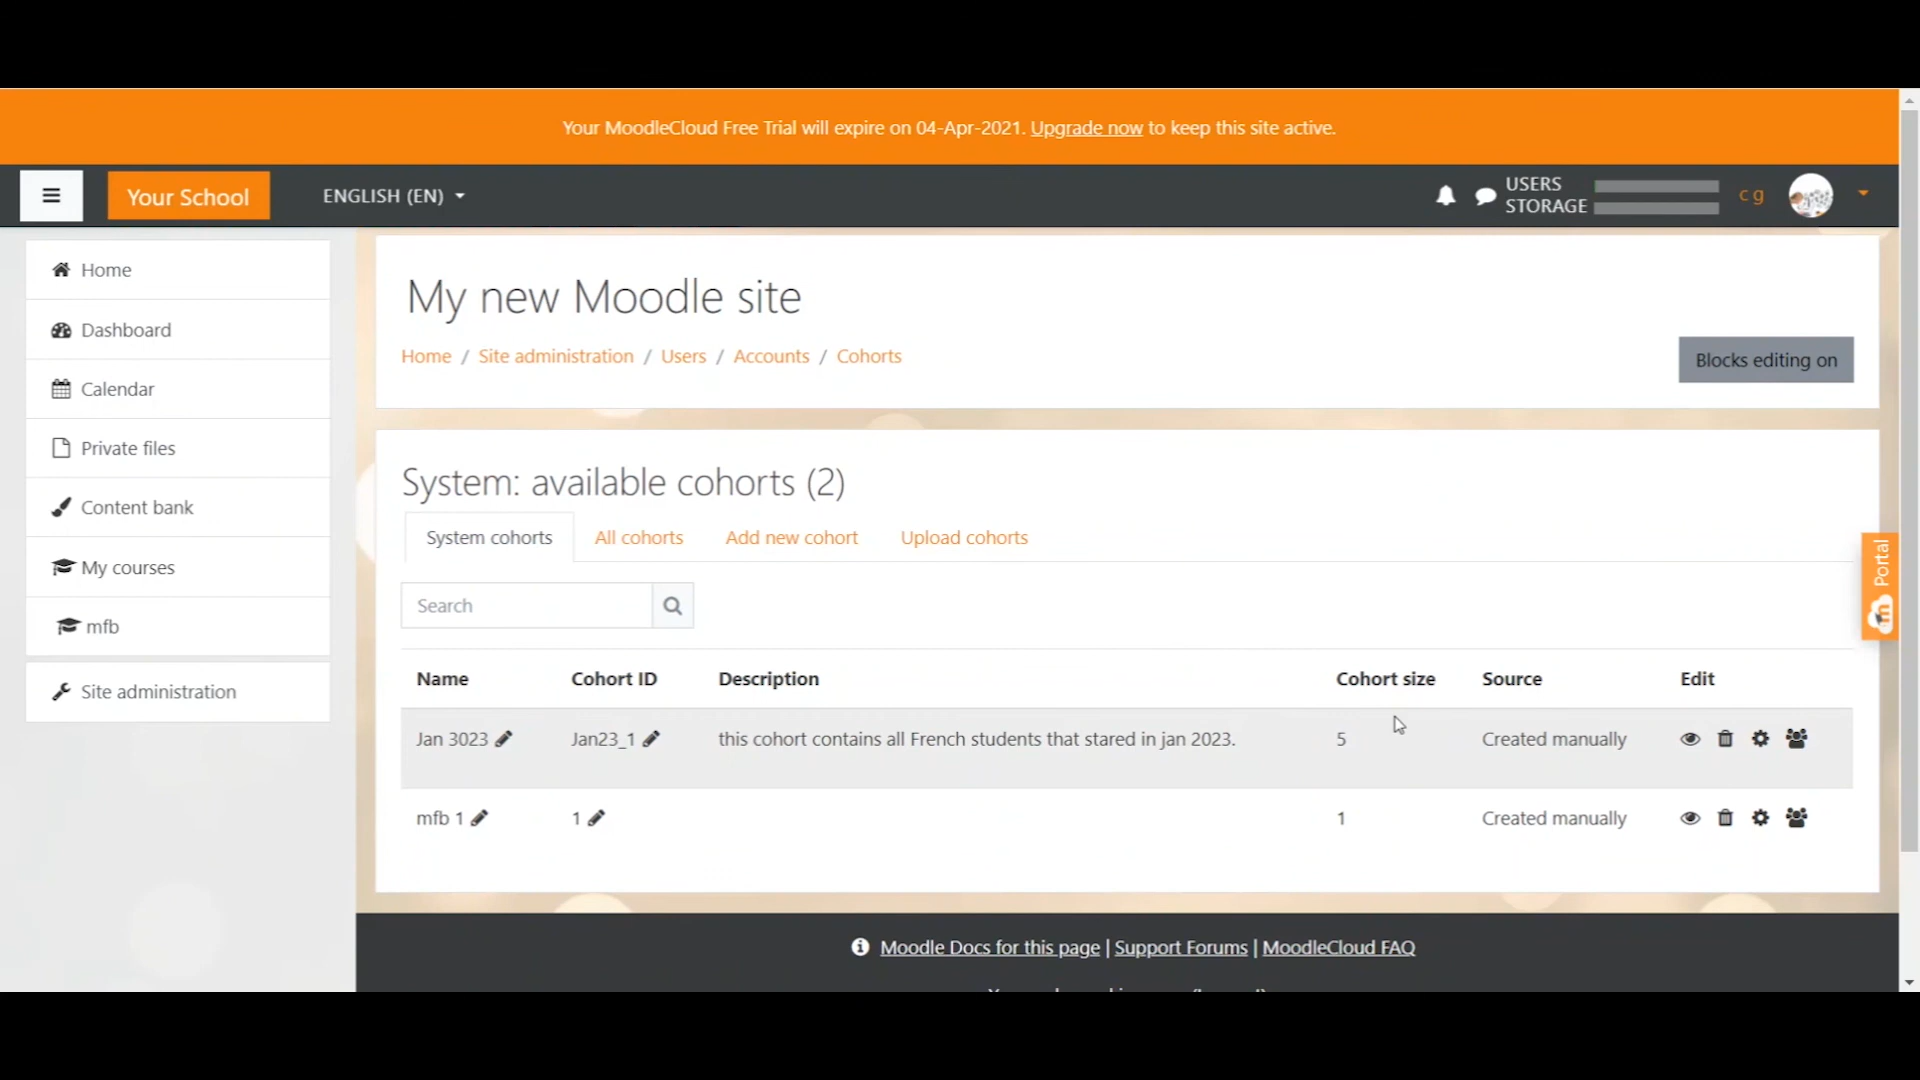 Your MoodleCloud Free Trial will expire on 04-Apr-2021. Upgrade now to keep this site active.
Your School
ENGLISH (EN)
USERS
STORAGE
c g
Home
Dashboard
Calendar
Private files
Content bank
My courses
mfb
Site administration
My new Moodle site
Home / Site administration / Users / Accounts / Cohorts
Blocks editing on
System: available cohorts (2)
System cohorts All cohorts Add new cohort Upload cohorts
Search
Name Cohort ID Description Cohort size Source Edit
Jan 3023 Jan23_1 this cohort contains all French students that stared in jan 2023. 5 Created manually
mfb 1 1 1 Created manually
Portal
Moodle Docs for this page | Support Forums | MoodleCloud FAQ